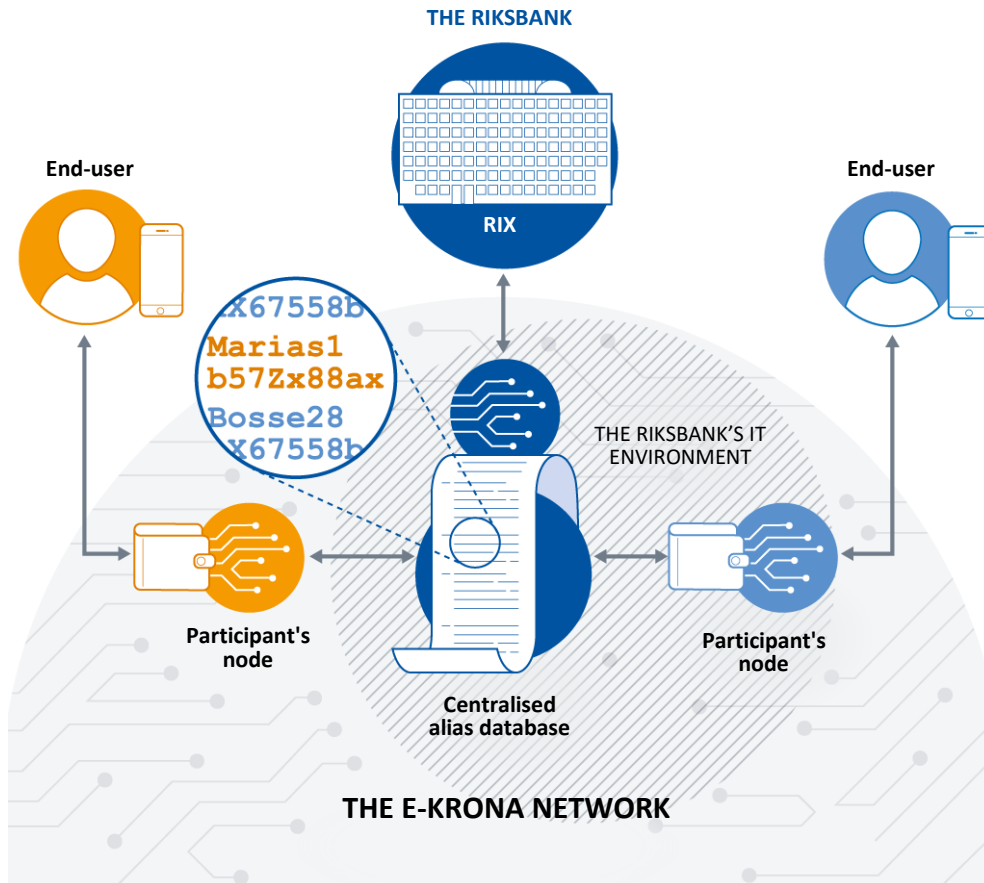 THE RIKSBANK
RIX
End-user
End-user
X67558b
Marias1
b57Zx88ax
Bosse28
X67558b
THE RIKSBANK'S IT
ENVIRONMENT
Participant's
node
Participant's
node
Centralised
alias database
THE E-KRONA NETWORK